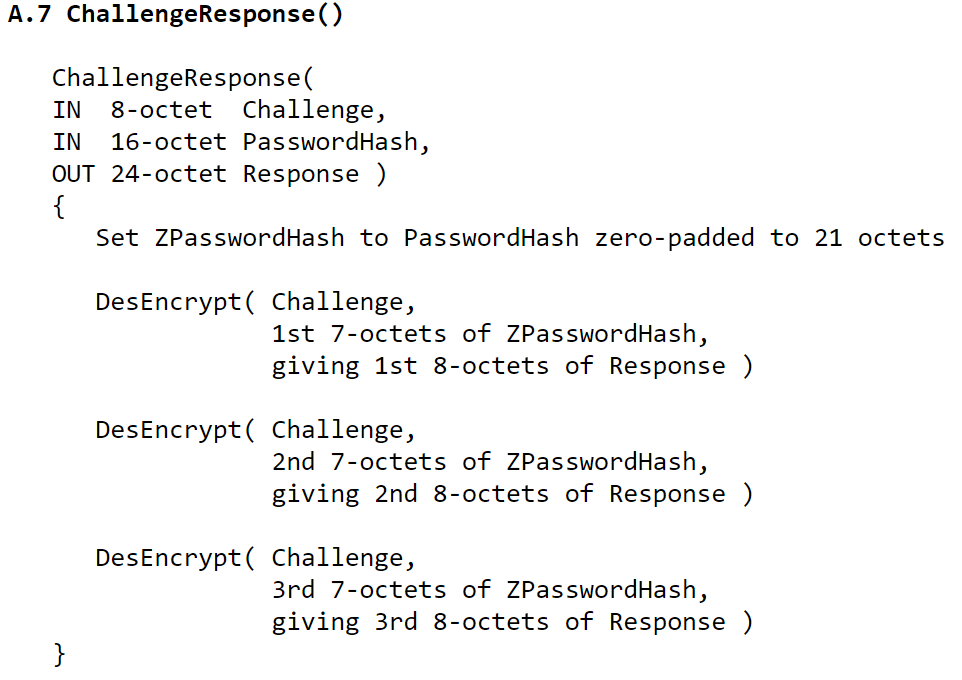 A.7 ChallengeResponse()
ChallengeResponse(
IN  8-octet  Challenge,
IN  16-octet PasswordHash,
OUT 24-octet Response )
{
Set ZPasswordHash to PasswordHash zero-padded to 21 octets
DesEncrypt( Challenge,
1st 7-octets of ZPasswordHash,
giving 1st 8-octets of Response )
DesEncrypt( Challenge,
2nd 7-octets of ZPasswordHash,
giving 2nd 8-octets of Response )
DesEncrypt( Challenge,
3rd 7-octets of ZPasswordHash,
giving 3rd 8-octets of Response )
}